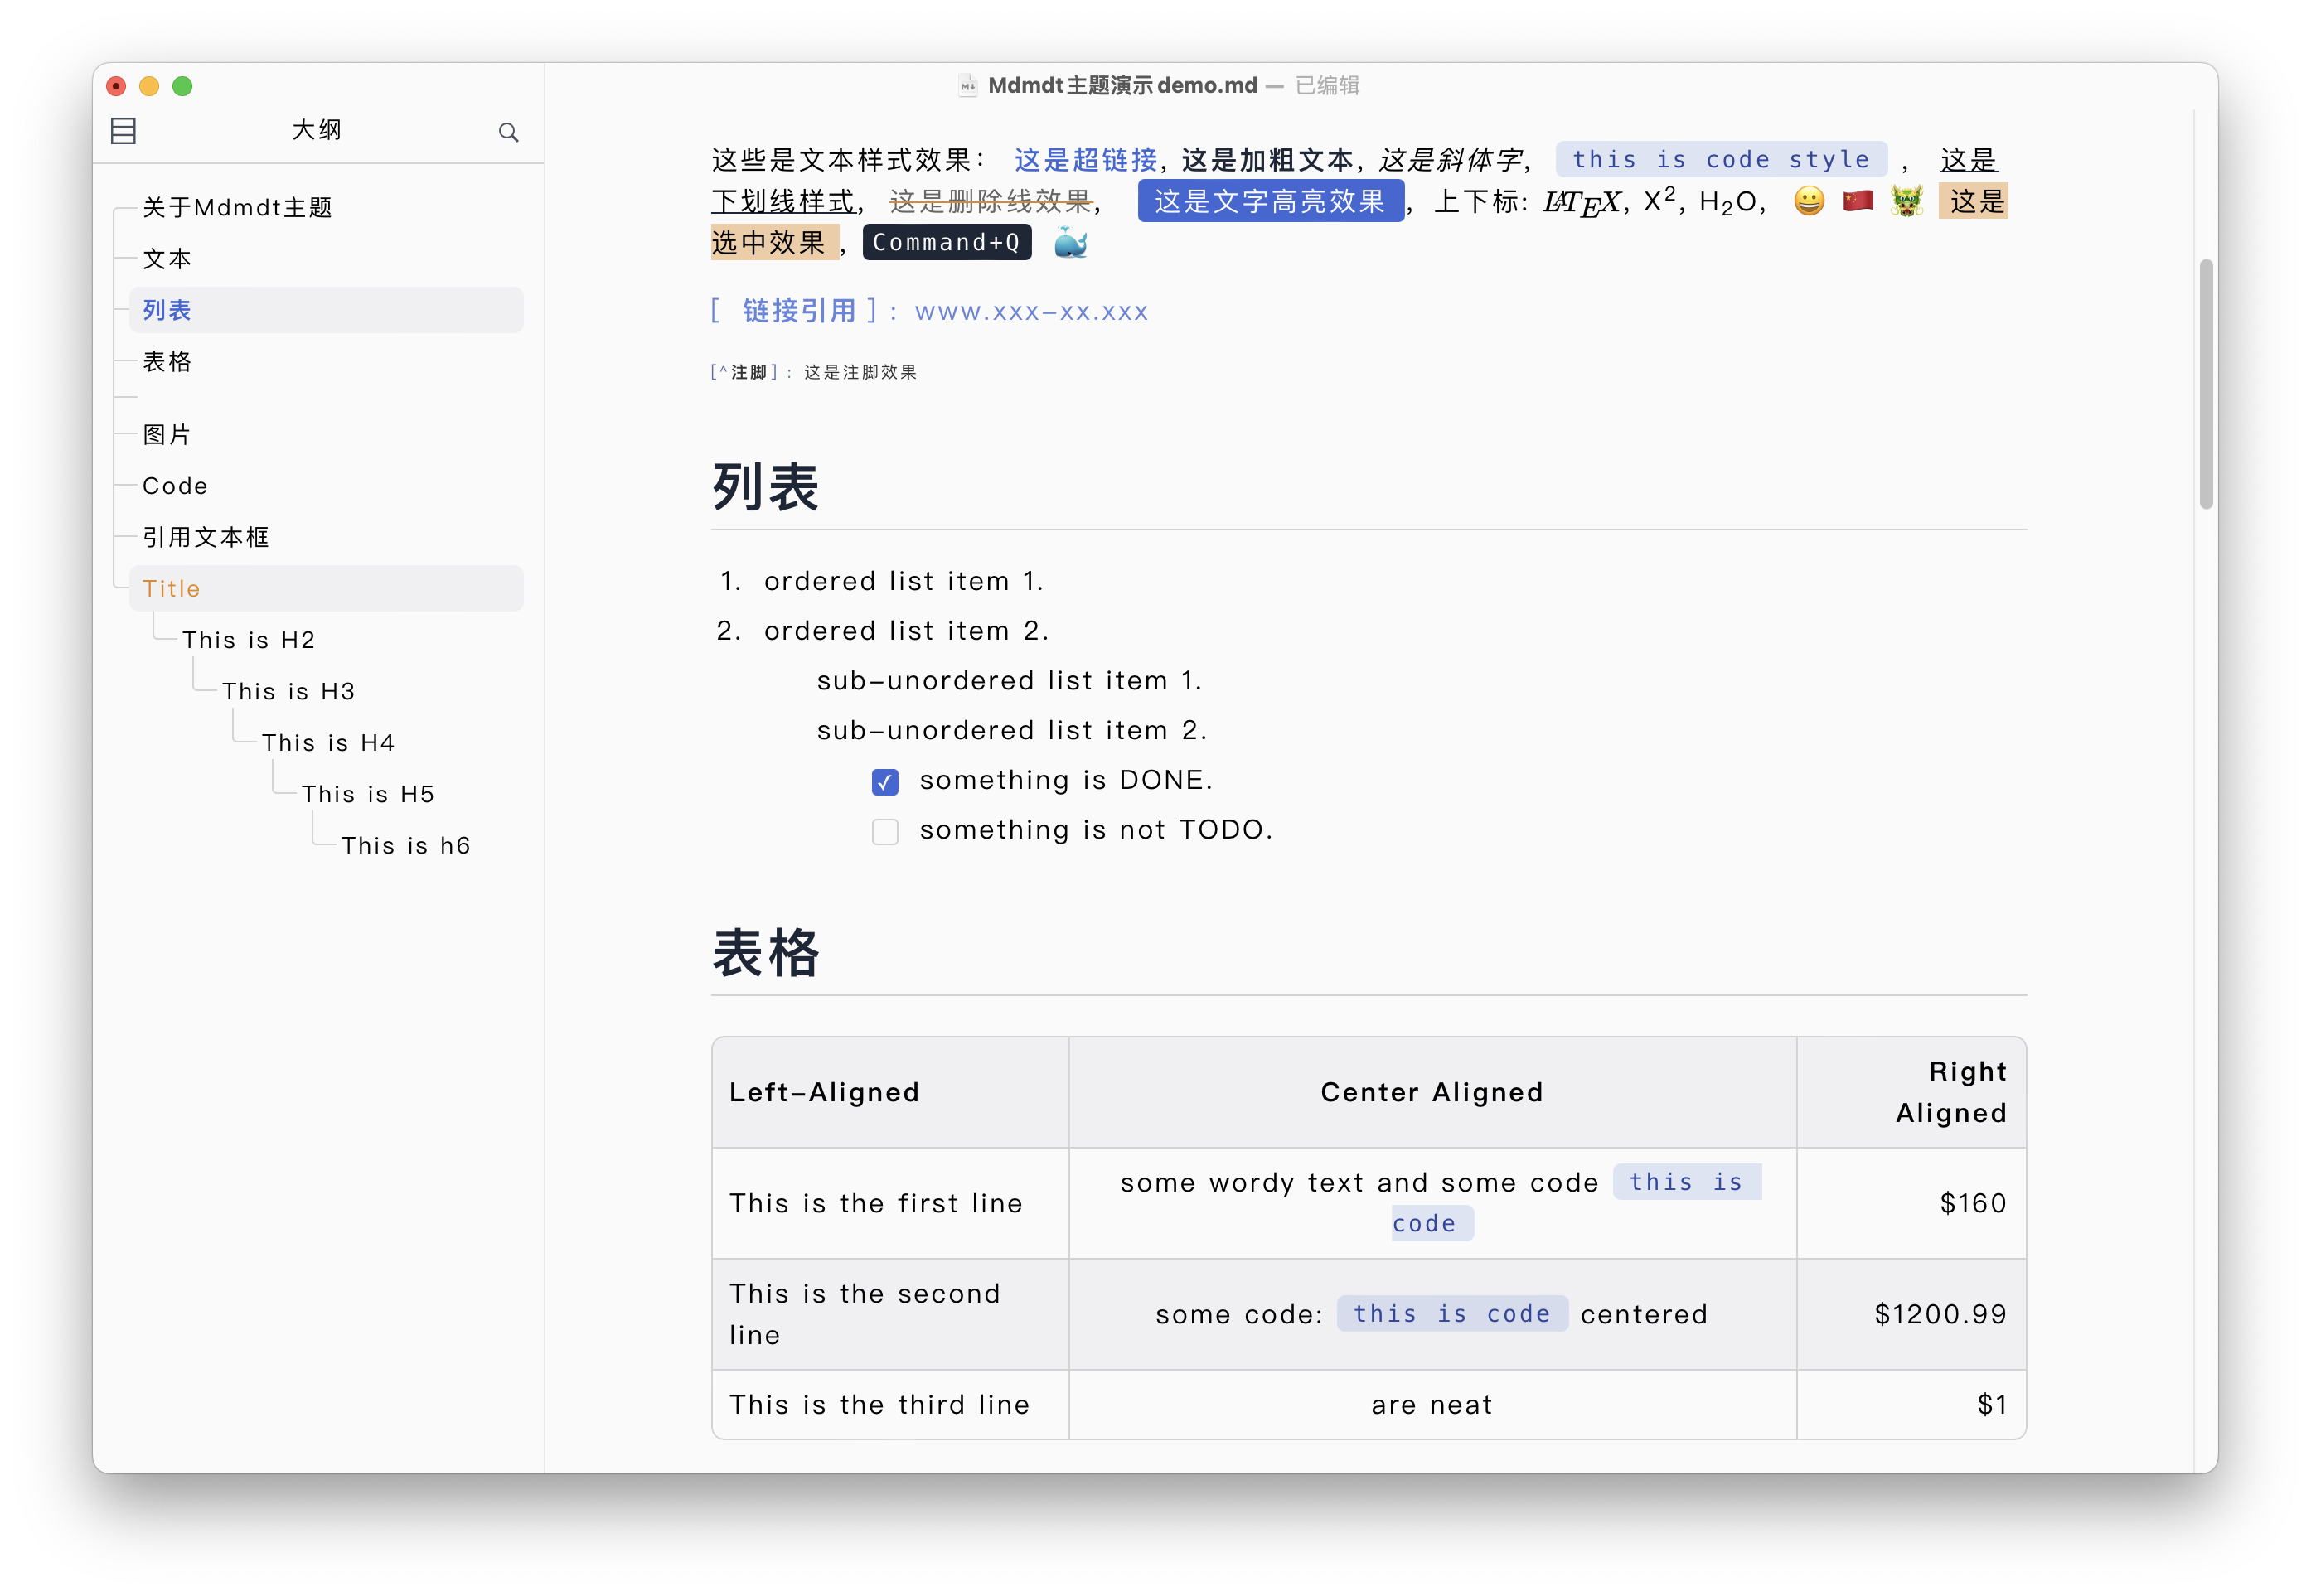 Mdmdt主题演示demo.md — 已编辑
大纲
关于Mdmdt主题
文本
列表
表格
图片
Code
引用文本框
Title
This is H2
This is H3
This is H4
This is H5
This is h6
这些是文本样式效果： 这是超链接, 这是加粗文本, 这是斜体字, this is code style , 这是
下划线样式, 这是删除线效果, 这是文字高亮效果, 上下标: LATEX, X², H₂O, 😀 🇨🇳 🐲 这是
选中效果 , Command+Q 🐳
[ 链接引用 ] : www.xxx-xx.xxx
[^注脚] : 这是注脚效果
列表
1. ordered list item 1.
2. ordered list item 2.
sub-unordered list item 1.
sub-unordered list item 2.
something is DONE.
something is not TODO.
表格
Left-Aligned Center Aligned Right
Aligned
This is the first line some wordy text and some code this is
code $160
This is the second
line some code: this is code centered $1200.99
This is the third line are neat $1